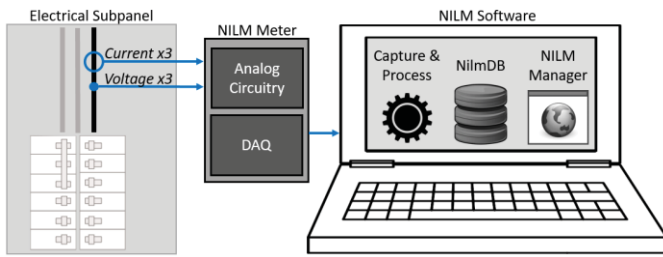 Electrical Subpanel
Current x3
Voltage x3
NILM Meter
Analog
Circuitry
DAQ
NILM Software
Capture &
Process
NilmDB
NILM
Manager